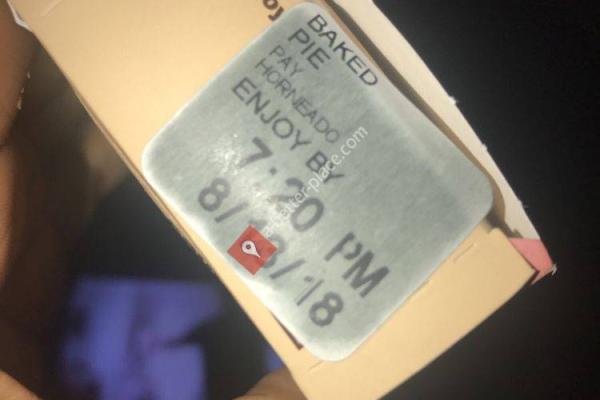 BAKED
PIE
PAY
HORNEADO
ENJOY BY
7:20 PM